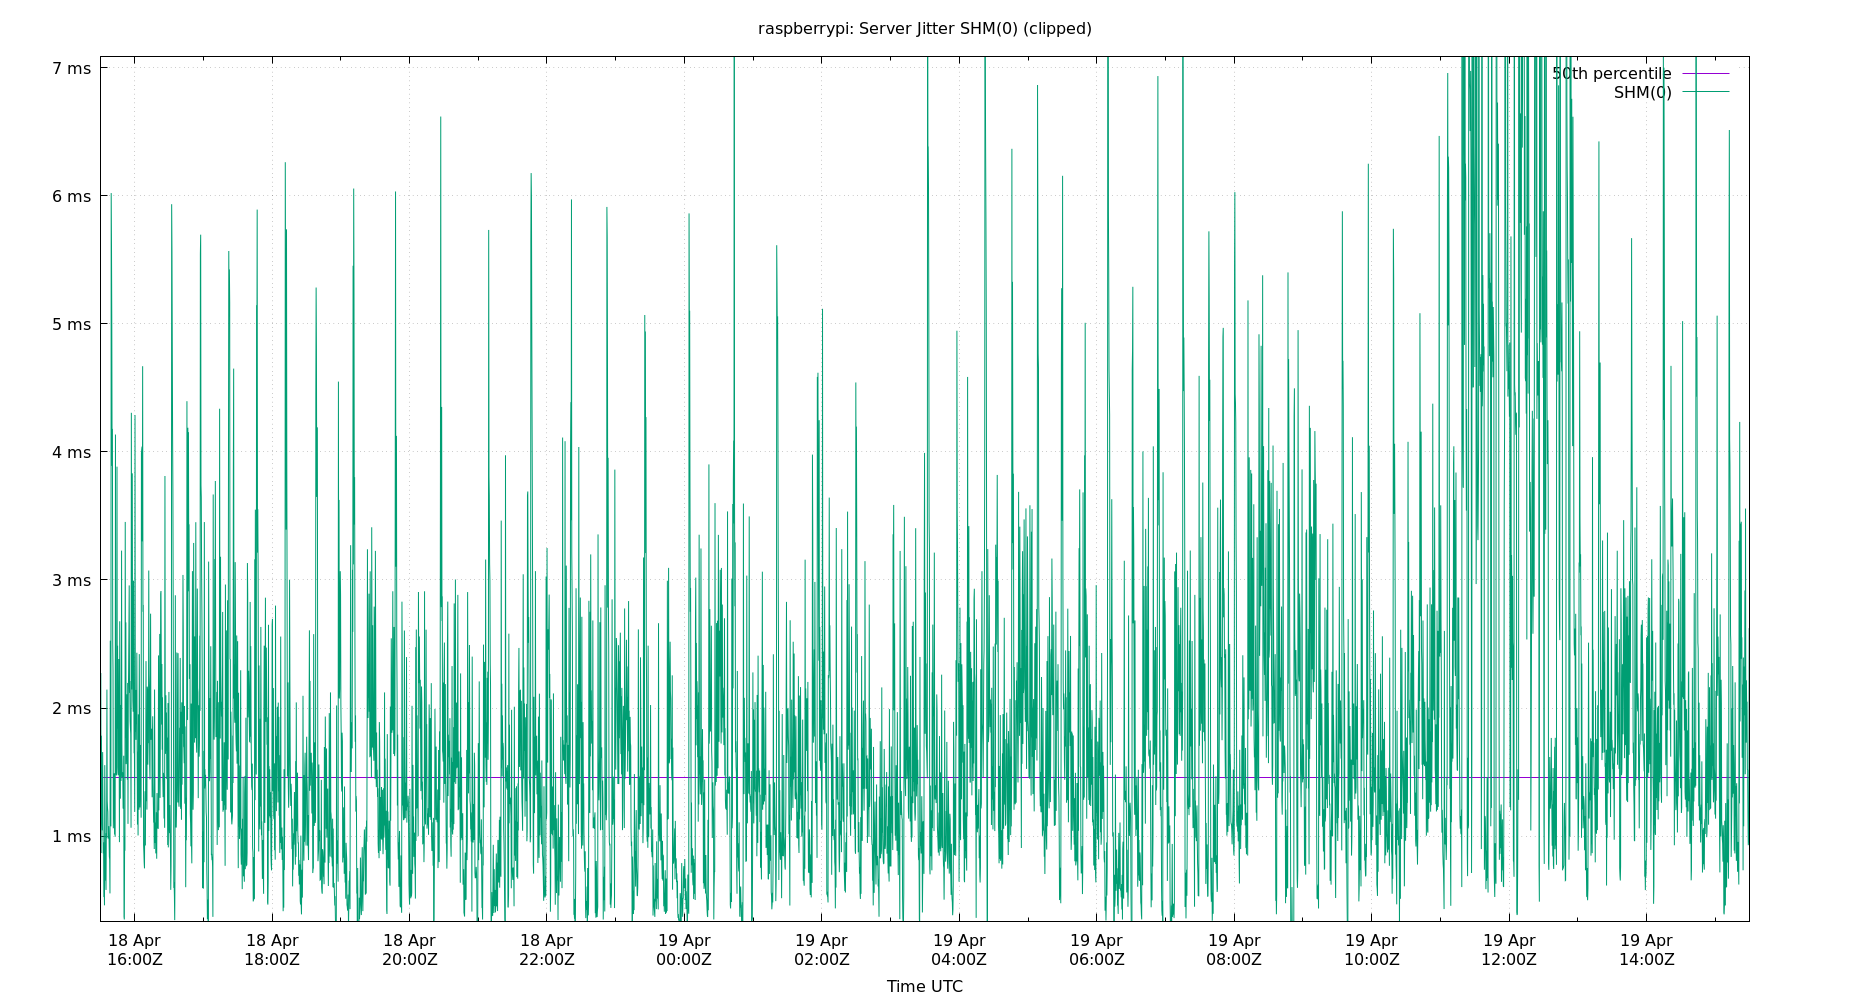 raspberrypi: Server Jitter SHM(0) (clipped)
7 ms
50th percentile
SHM(0)
6 ms
5 ms
4 ms
3 ms
2 ms
1 ms
18 Apr 18 Apr 18 Apr 18 Apr 19 Apr 19 Apr 19 Apr 19 Apr 19 Apr 19 Apr 19 Apr 19 Apr
16:00Z 18:00Z 20:00Z 22:00Z 00:00Z 02:00Z 04:00Z 06:00Z 08:00Z 10:00Z 12:00Z 14:00Z
Time UTC